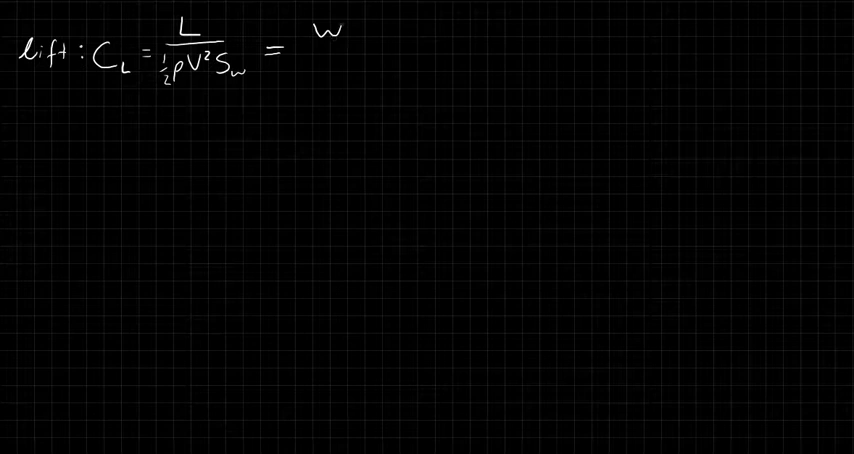 lift: C_L = L / (½ρV²S_w) = W